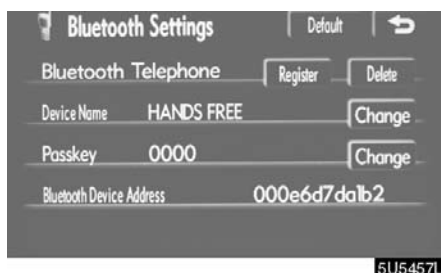 Bluetooth Settings Default
Bluetooth Telephone Register Delete
Device Name HANDS FREE Change
Passkey 0000 Change
Bluetooth Device Address 000e6d7da1b2
5U5457I